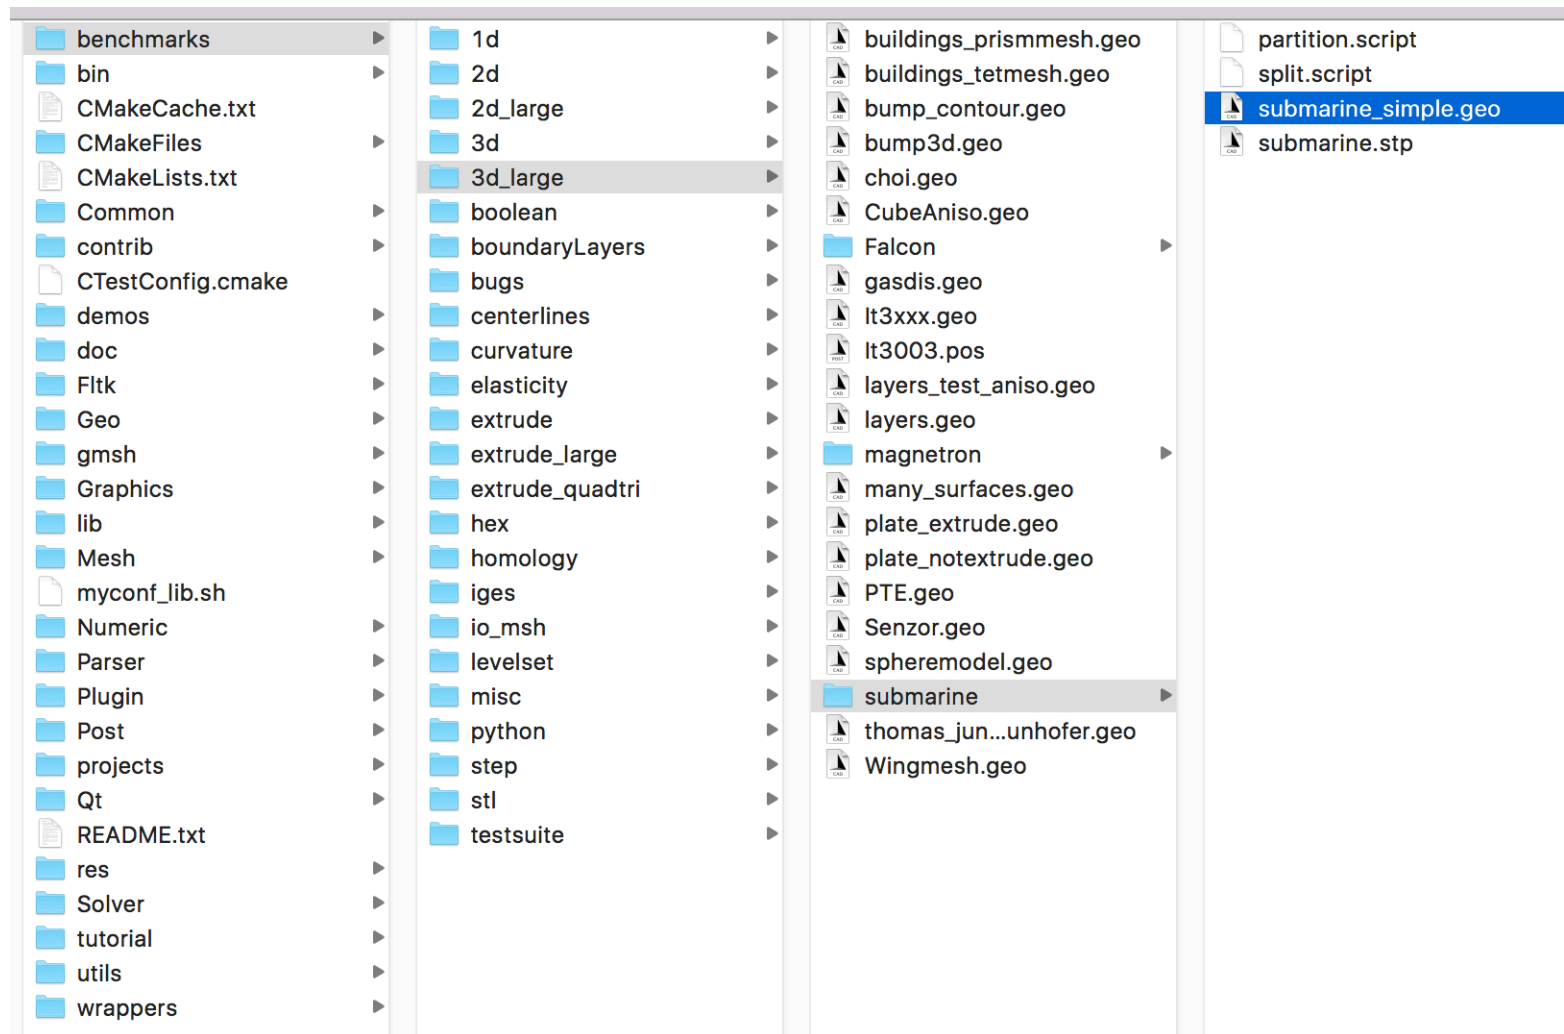 benchmarks
bin
CMakeCache.txt
CMakeFiles
CMakeLists.txt
Common
contrib
CTestConfig.cmake
demos
doc
Fltk
Geo
gmsh
Graphics
lib
Mesh
myconf_lib.sh
Numeric
Parser
Plugin
Post
projects
Qt
README.txt
res
Solver
tutorial
utils
wrappers
1d
2d
2d_large
3d
3d_large
boolean
boundaryLayers
bugs
centerlines
curvature
elasticity
extrude
extrude_large
extrude_quadtri
hex
homology
iges
io_msh
levelset
misc
python
step
stl
testsuite
buildings_prismmesh.geo
buildings_tetmesh.geo
bump_contour.geo
bump3d.geo
choi.geo
CubeAniso.geo
Falcon
gasdis.geo
lt3xxx.geo
lt3003.pos
layers_test_aniso.geo
layers.geo
magnetron
many_surfaces.geo
plate_extrude.geo
plate_notextrude.geo
PTE.geo
Senzor.geo
spheremodel.geo
submarine
thomas_jun...unhofer.geo
Wingmesh.geo
partition.script
split.script
submarine_simple.geo
submarine.stp